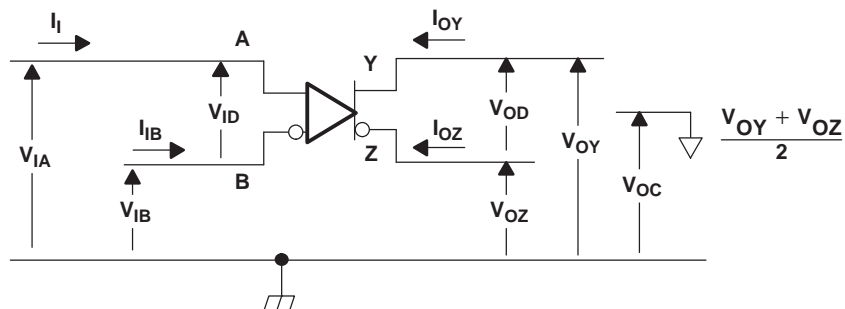 I_I
A
I_OY
Y
V_ID
V_OD
I_IB
I_OZ
V_OY
V_OY + V_OZ
2
V_IA
Z
B
V_OC
V_IB
V_OZ